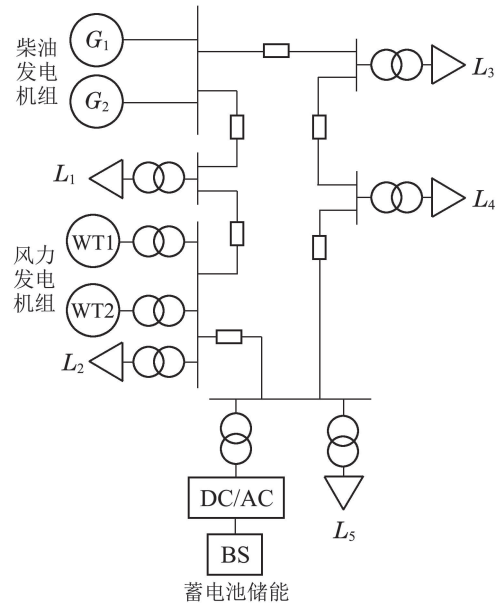 柴油
发电
机组
G₁
G₂
L₃
L₁
L₄
风力
发电
机组
WT1
WT2
L₂
DC/AC
BS
L₅
蓄电池储能